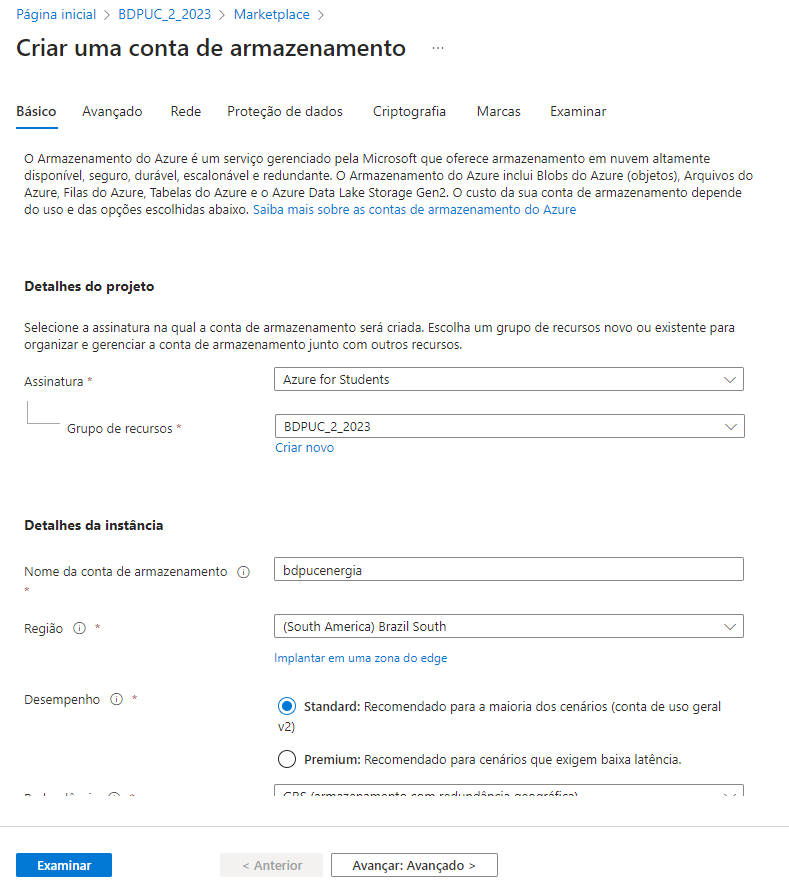 Página inicial > BDPUC_2_2023 > Marketplace >
Criar uma conta de armazenamento ...
Básico Avançado Rede Proteção de dados Criptografia Marcas Examinar
O Armazenamento do Azure é um serviço gerenciado pela Microsoft que oferece armazenamento em nuvem altamente
disponível, seguro, durável, escalonável e redundante. O Armazenamento do Azure inclui Blobs do Azure (objetos), Arquivos do
Azure, Filas do Azure, Tabelas do Azure e o Azure Data Lake Storage Gen2. O custo da sua conta de armazenamento depende
do uso e das opções escolhidas abaixo. Saiba mais sobre as contas de armazenamento do Azure
Detalhes do projeto
Selecione a assinatura na qual a conta de armazenamento será criada. Escolha um grupo de recursos novo ou existente para
organizar e gerenciar a conta de armazenamento junto com outros recursos.
Assinatura * Azure for Students
Grupo de recursos * BDPUC_2_2023
Criar novo
Detalhes da instância
Nome da conta de armazenamento bdpucenergia
*
Região * (South America) Brazil South
Implantar em uma zona do edge
Desempenho * Standard: Recomendado para a maioria dos cenários (conta de uso geral
v2)
Premium: Recomendado para cenários que exigem baixa latência.
GRS (armazenamento com redundância geográfica)
Examinar < Anterior Avançar: Avançado >